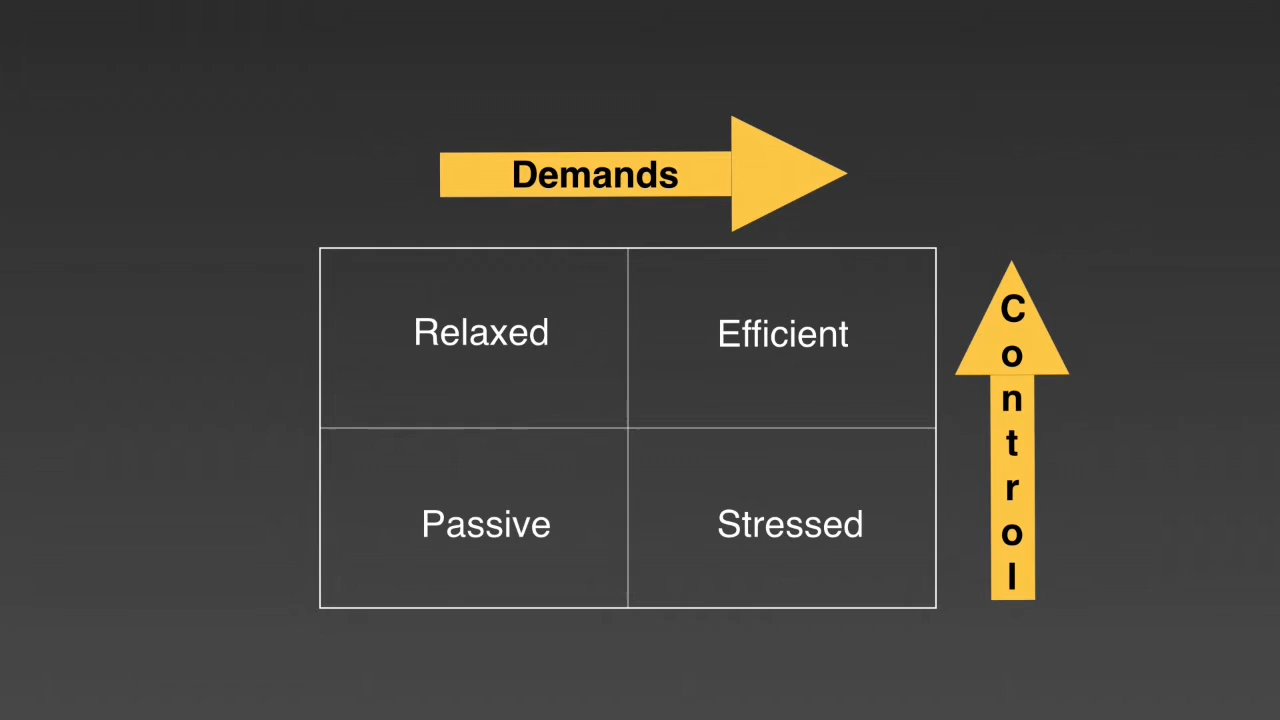 Demands
Relaxed
Efficient
Control
Passive
Stressed